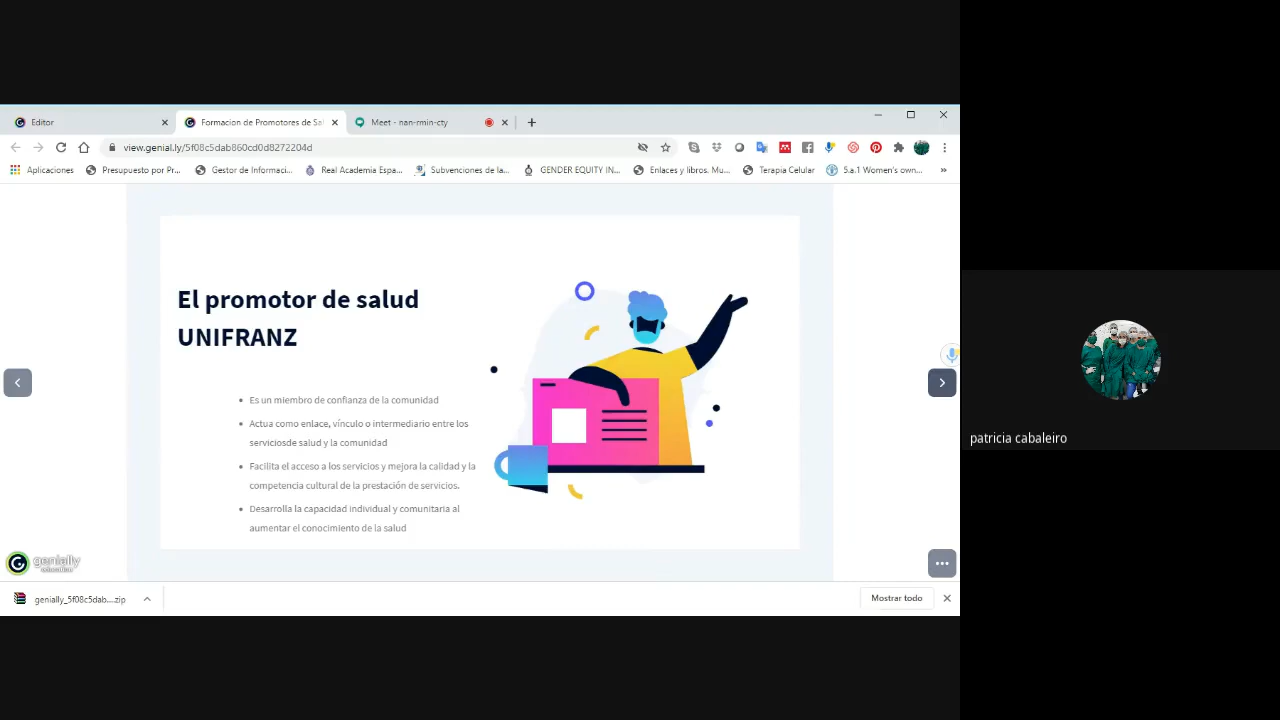 Editor
Formacion de Promotores de Sal
Meet - nan-rmin-cty
view.genial.ly/5f08c5dab860cd0d8272204d
Aplicaciones
Presupuesto por Pr...
Gestor de Informaci...
Real Academia Espa...
Subvenciones de la...
GENDER EQUITY IN...
Enlaces y libros. Mu...
Terapia Celular
5.a.1 Women's own...
»
El promotor de salud
UNIFRANZ
Es un miembro de confianza de la comunidad
Actua como enlace, vínculo o intermediario entre los
serviciosde salud y la comunidad
Facilita el acceso a los servicios y mejora la calidad y la
competencia cultural de la prestación de servicios.
Desarrolla la capacidad individual y comunitaria al
aumentar el conocimiento de la salud
patricia cabaleiro
genially
education
genially_5f08c5dab....zip
Mostrar todo